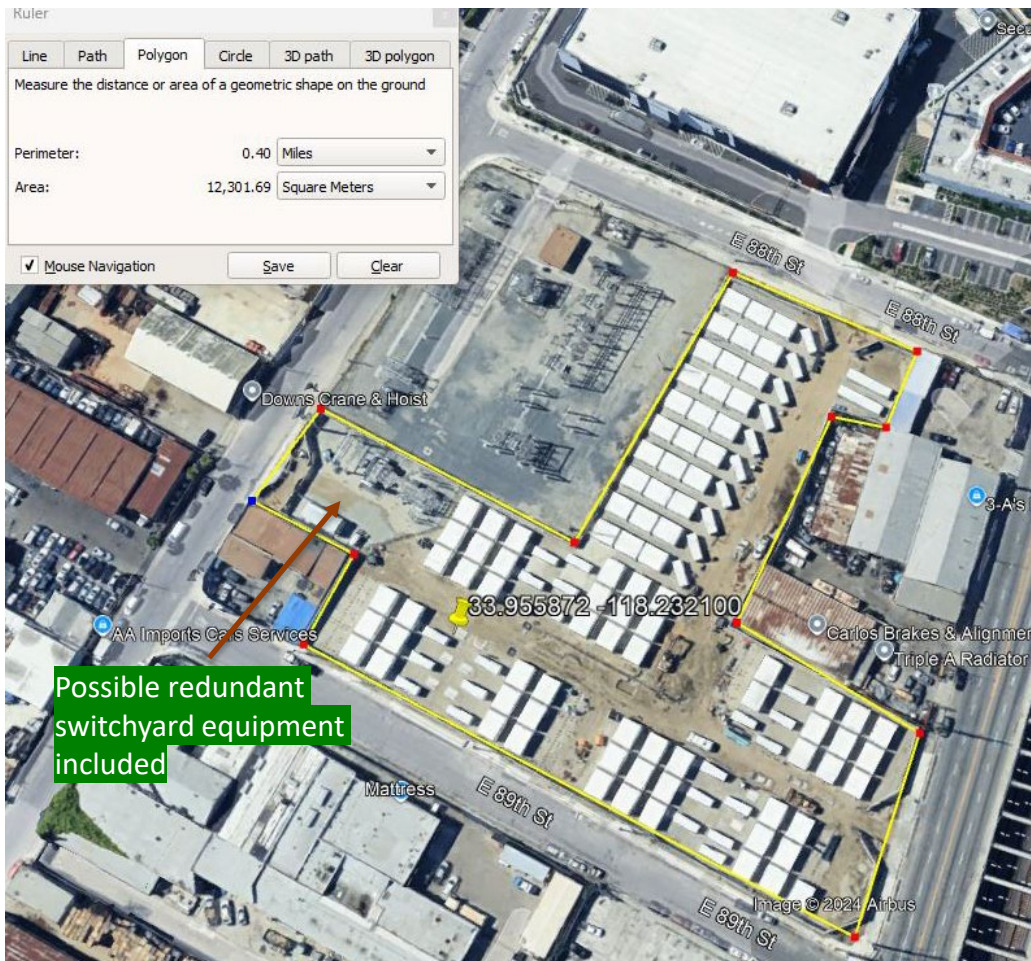 Ruler
Line Path Polygon Circle 3D path 3D polygon
Measure the distance or area of a geometric shape on the ground
Perimeter: 0.40 Miles
Area: 12,301.69 Square Meters
Mouse Navigation Save Clear
Secu
E 88th St
E 88th St
Downs Crane & Hoist
3-A's
33.955872 -118.232100
AA Imports Cars Services
Carlos Brakes & Alignmen
Triple A Radiator
Possible redundant
switchyard equipment
included
Mattress
E 89th St
Image © 2024 Airbus
E 89th St